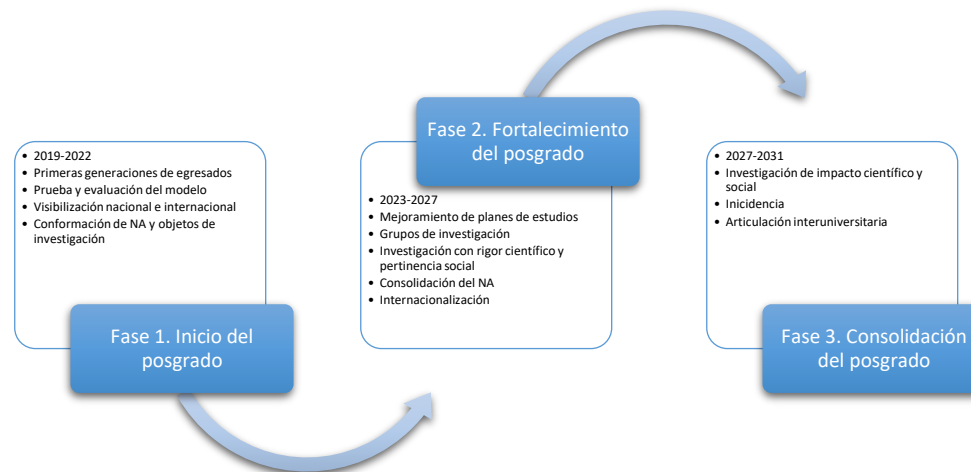 • 2019-2022
• Primeras generaciones de egresados
• Prueba y evaluación del modelo
• Visibilización nacional e internacional
• Conformación de NA y objetos de
investigación
Fase 1. Inicio del
posgrado
Fase 2. Fortalecimiento
del posgrado
• 2023-2027
• Mejoramiento de planes de estudios
• Grupos de investigación
• Investigación con rigor científico y
pertinencia social
• Consolidación del NA
• Internacionalización
• 2027-2031
• Investigación de impacto científico y
social
• Inicidencia
• Articulación interuniversitaria
Fase 3. Consolidación
del posgrado